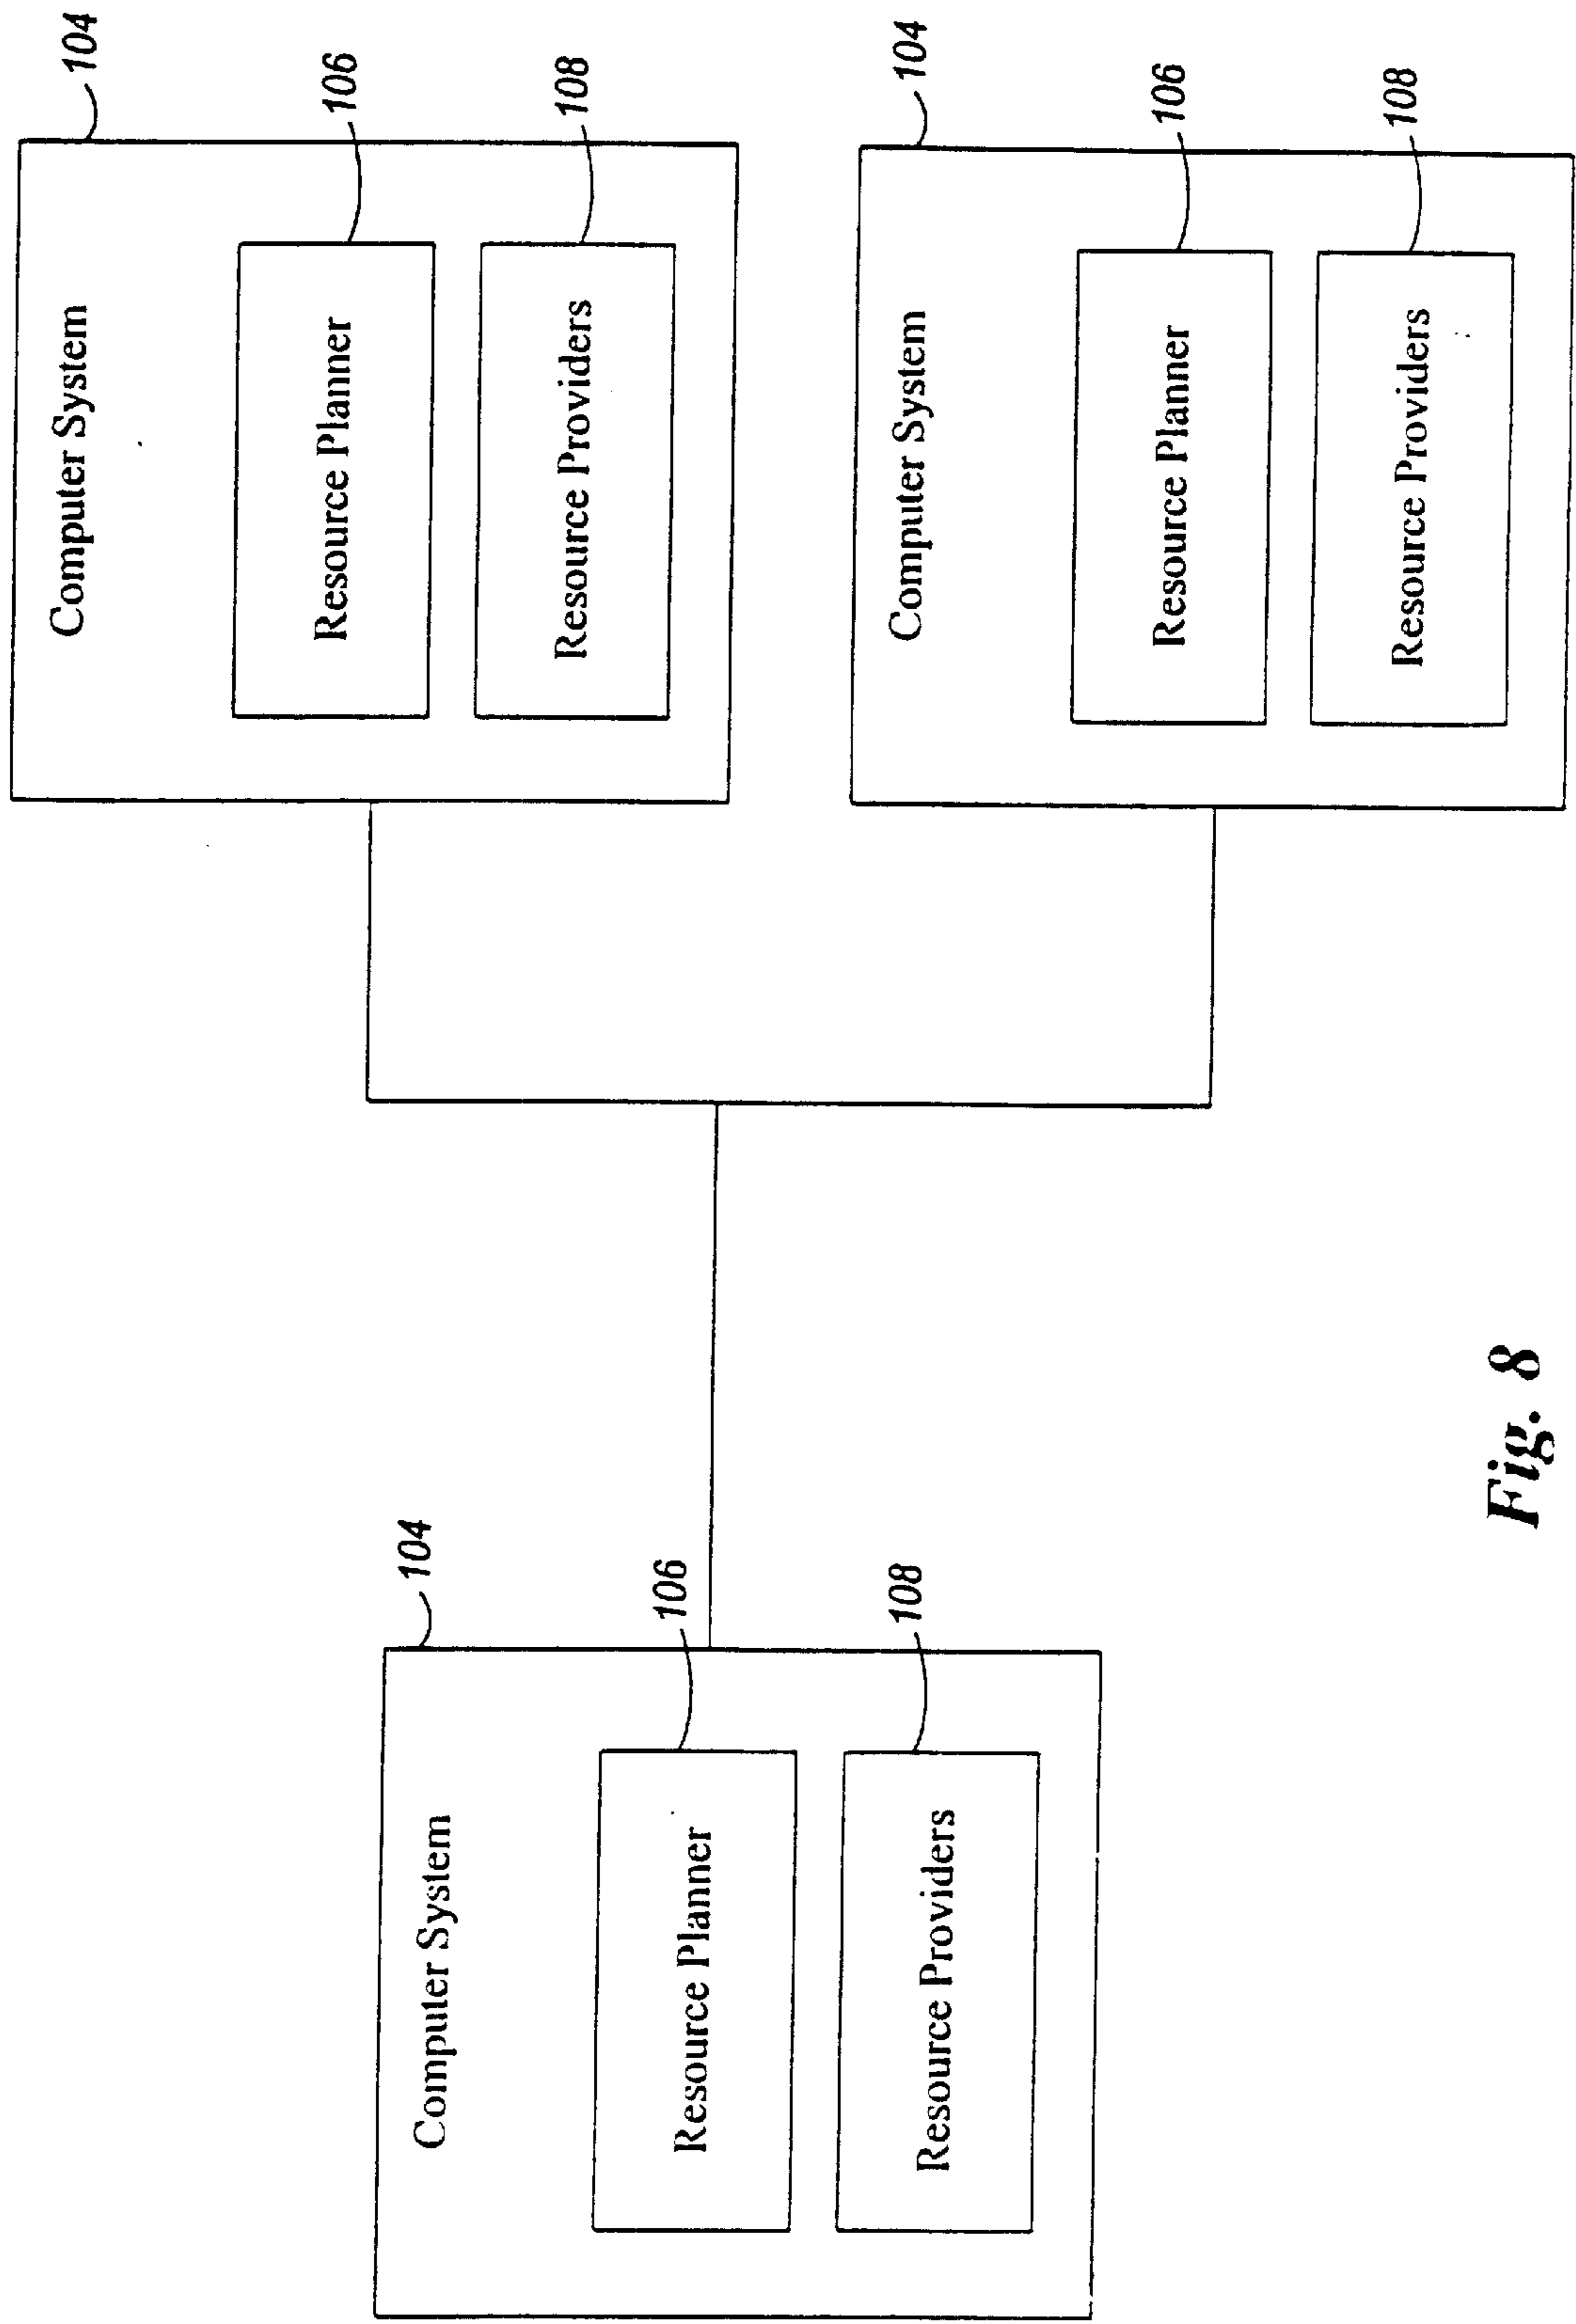 Computer System
104
Resource Planner
106
Resource Providers
108
Computer System
104
Resource Planner
106
Resource Providers
108
Computer System
104
Resource Planner
106
Resource Providers
108
Fig. 8